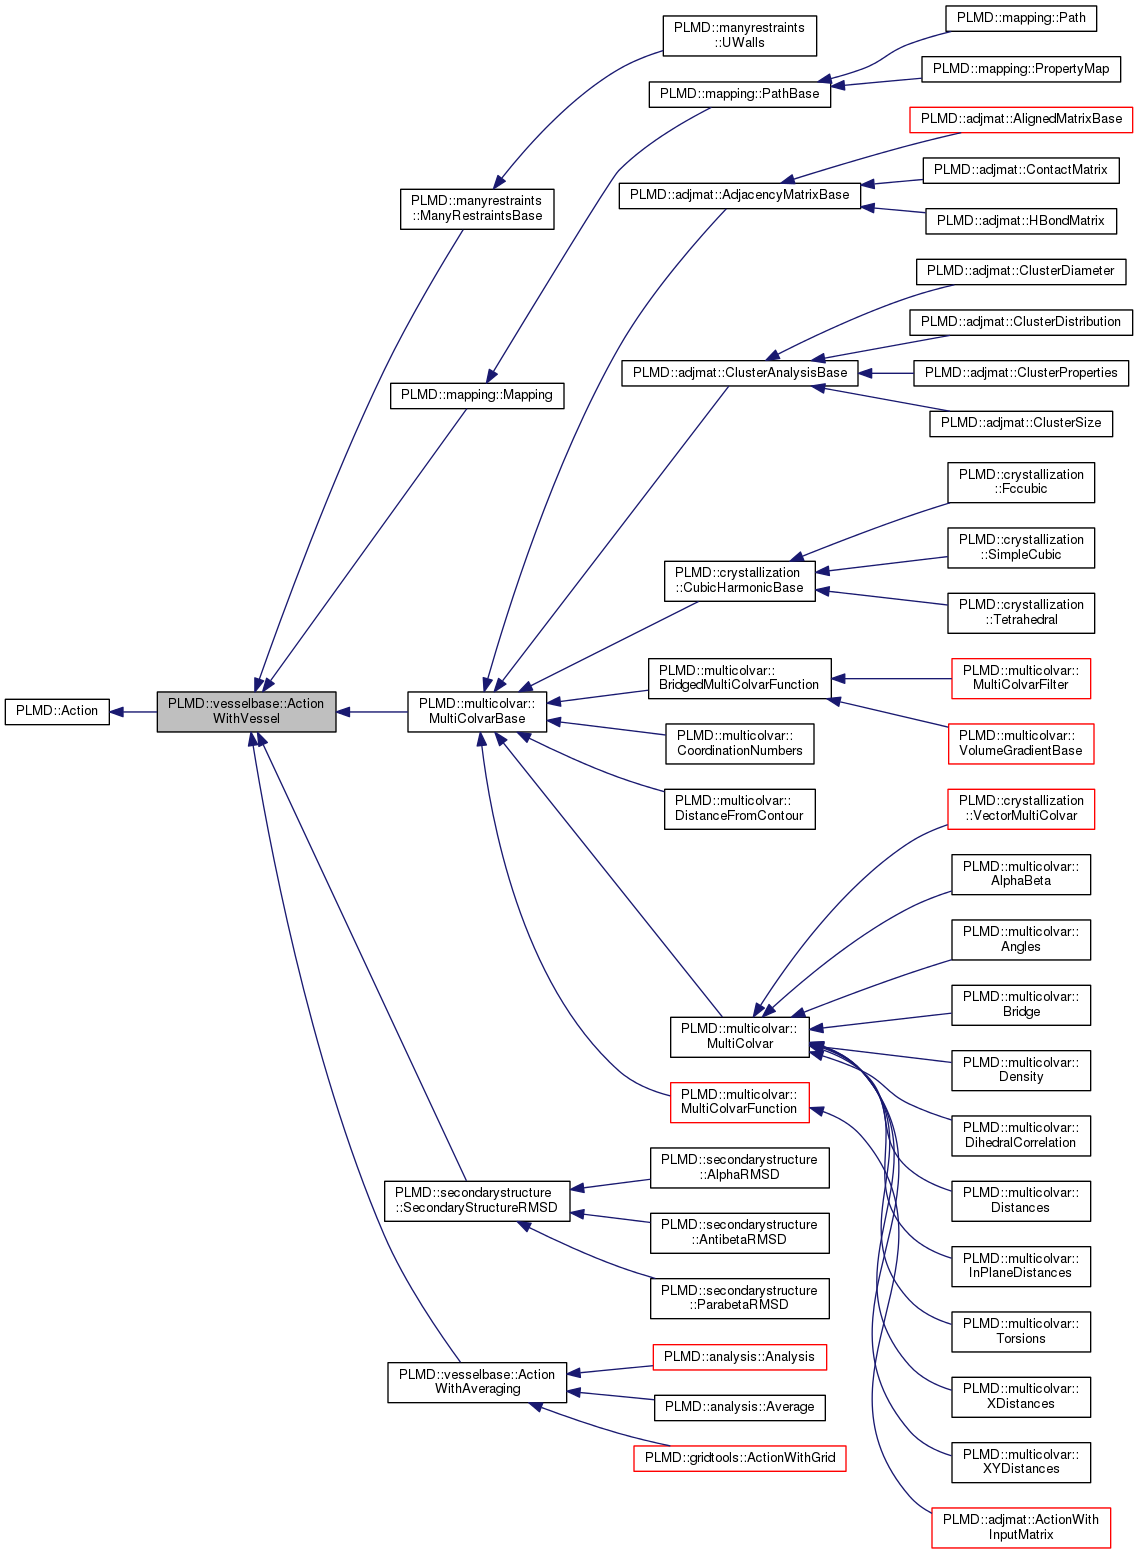 PLMD::Action
PLMD::vesselbase::Action
WithVessel
PLMD::manyrestraints
::ManyRestraintsBase
PLMD::mapping::Mapping
PLMD::multicolvar::
MultiColvarBase
PLMD::secondarystructure
::SecondaryStructureRMSD
PLMD::vesselbase::Action
WithAveraging
PLMD::manyrestraints
::UWalls
PLMD::mapping::PathBase
PLMD::adjmat::AdjacencyMatrixBase
PLMD::adjmat::ClusterAnalysisBase
PLMD::crystallization
::CubicHarmonicBase
PLMD::multicolvar::
BridgedMultiColvarFunction
PLMD::multicolvar::
CoordinationNumbers
PLMD::multicolvar::
DistanceFromContour
PLMD::multicolvar::
MultiColvar
PLMD::multicolvar::
MultiColvarFunction
PLMD::secondarystructure
::AlphaRMSD
PLMD::secondarystructure
::AntibetaRMSD
PLMD::secondarystructure
::ParabetaRMSD
PLMD::analysis::Analysis
PLMD::analysis::Average
PLMD::gridtools::ActionWithGrid
PLMD::mapping::Path
PLMD::mapping::PropertyMap
PLMD::adjmat::AlignedMatrixBase
PLMD::adjmat::ContactMatrix
PLMD::adjmat::HBondMatrix
PLMD::adjmat::ClusterDiameter
PLMD::adjmat::ClusterDistribution
PLMD::adjmat::ClusterProperties
PLMD::adjmat::ClusterSize
PLMD::crystallization
::Fccubic
PLMD::crystallization
::SimpleCubic
PLMD::crystallization
::Tetrahedral
PLMD::multicolvar::
MultiColvarFilter
PLMD::multicolvar::
VolumeGradientBase
PLMD::crystallization
::VectorMultiColvar
PLMD::multicolvar::
AlphaBeta
PLMD::multicolvar::
Angles
PLMD::multicolvar::
Bridge
PLMD::multicolvar::
Density
PLMD::multicolvar::
DihedralCorrelation
PLMD::multicolvar::
Distances
PLMD::multicolvar::
InPlaneDistances
PLMD::multicolvar::
Torsions
PLMD::multicolvar::
XDistances
PLMD::multicolvar::
XYDistances
PLMD::adjmat::ActionWith
InputMatrix